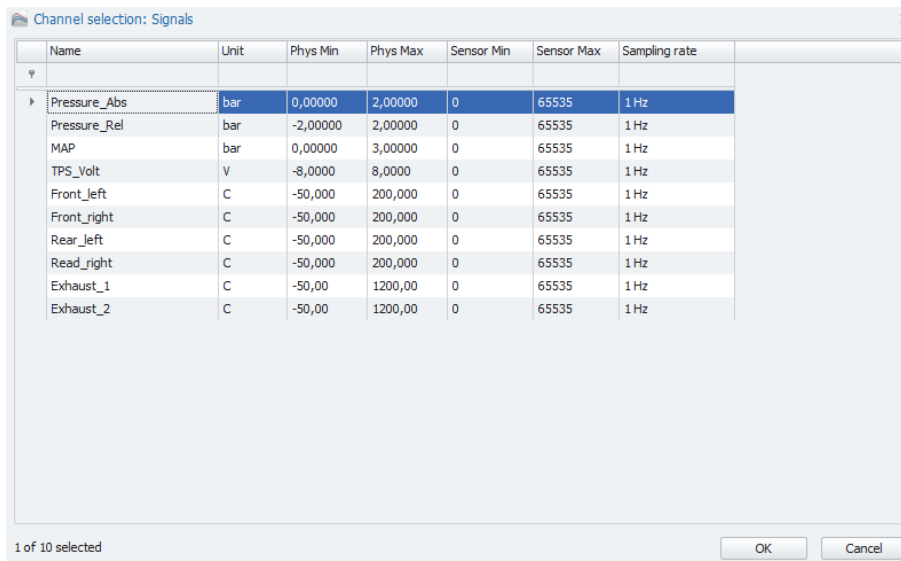 Channel selection: Signals
Name Unit Phys Min Phys Max Sensor Min Sensor Max Sampling rate
Pressure_Abs bar 0,00000 2,00000 0 65535 1 Hz
Pressure_Rel bar -2,00000 2,00000 0 65535 1 Hz
MAP bar 0,00000 3,00000 0 65535 1 Hz
TPS_Volt V -8,0000 8,0000 0 65535 1 Hz
Front_left C -50,000 200,000 0 65535 1 Hz
Front_right C -50,000 200,000 0 65535 1 Hz
Rear_left C -50,000 200,000 0 65535 1 Hz
Read_right C -50,000 200,000 0 65535 1 Hz
Exhaust_1 C -50,00 1200,00 0 65535 1 Hz
Exhaust_2 C -50,00 1200,00 0 65535 1 Hz
1 of 10 selected OK Cancel